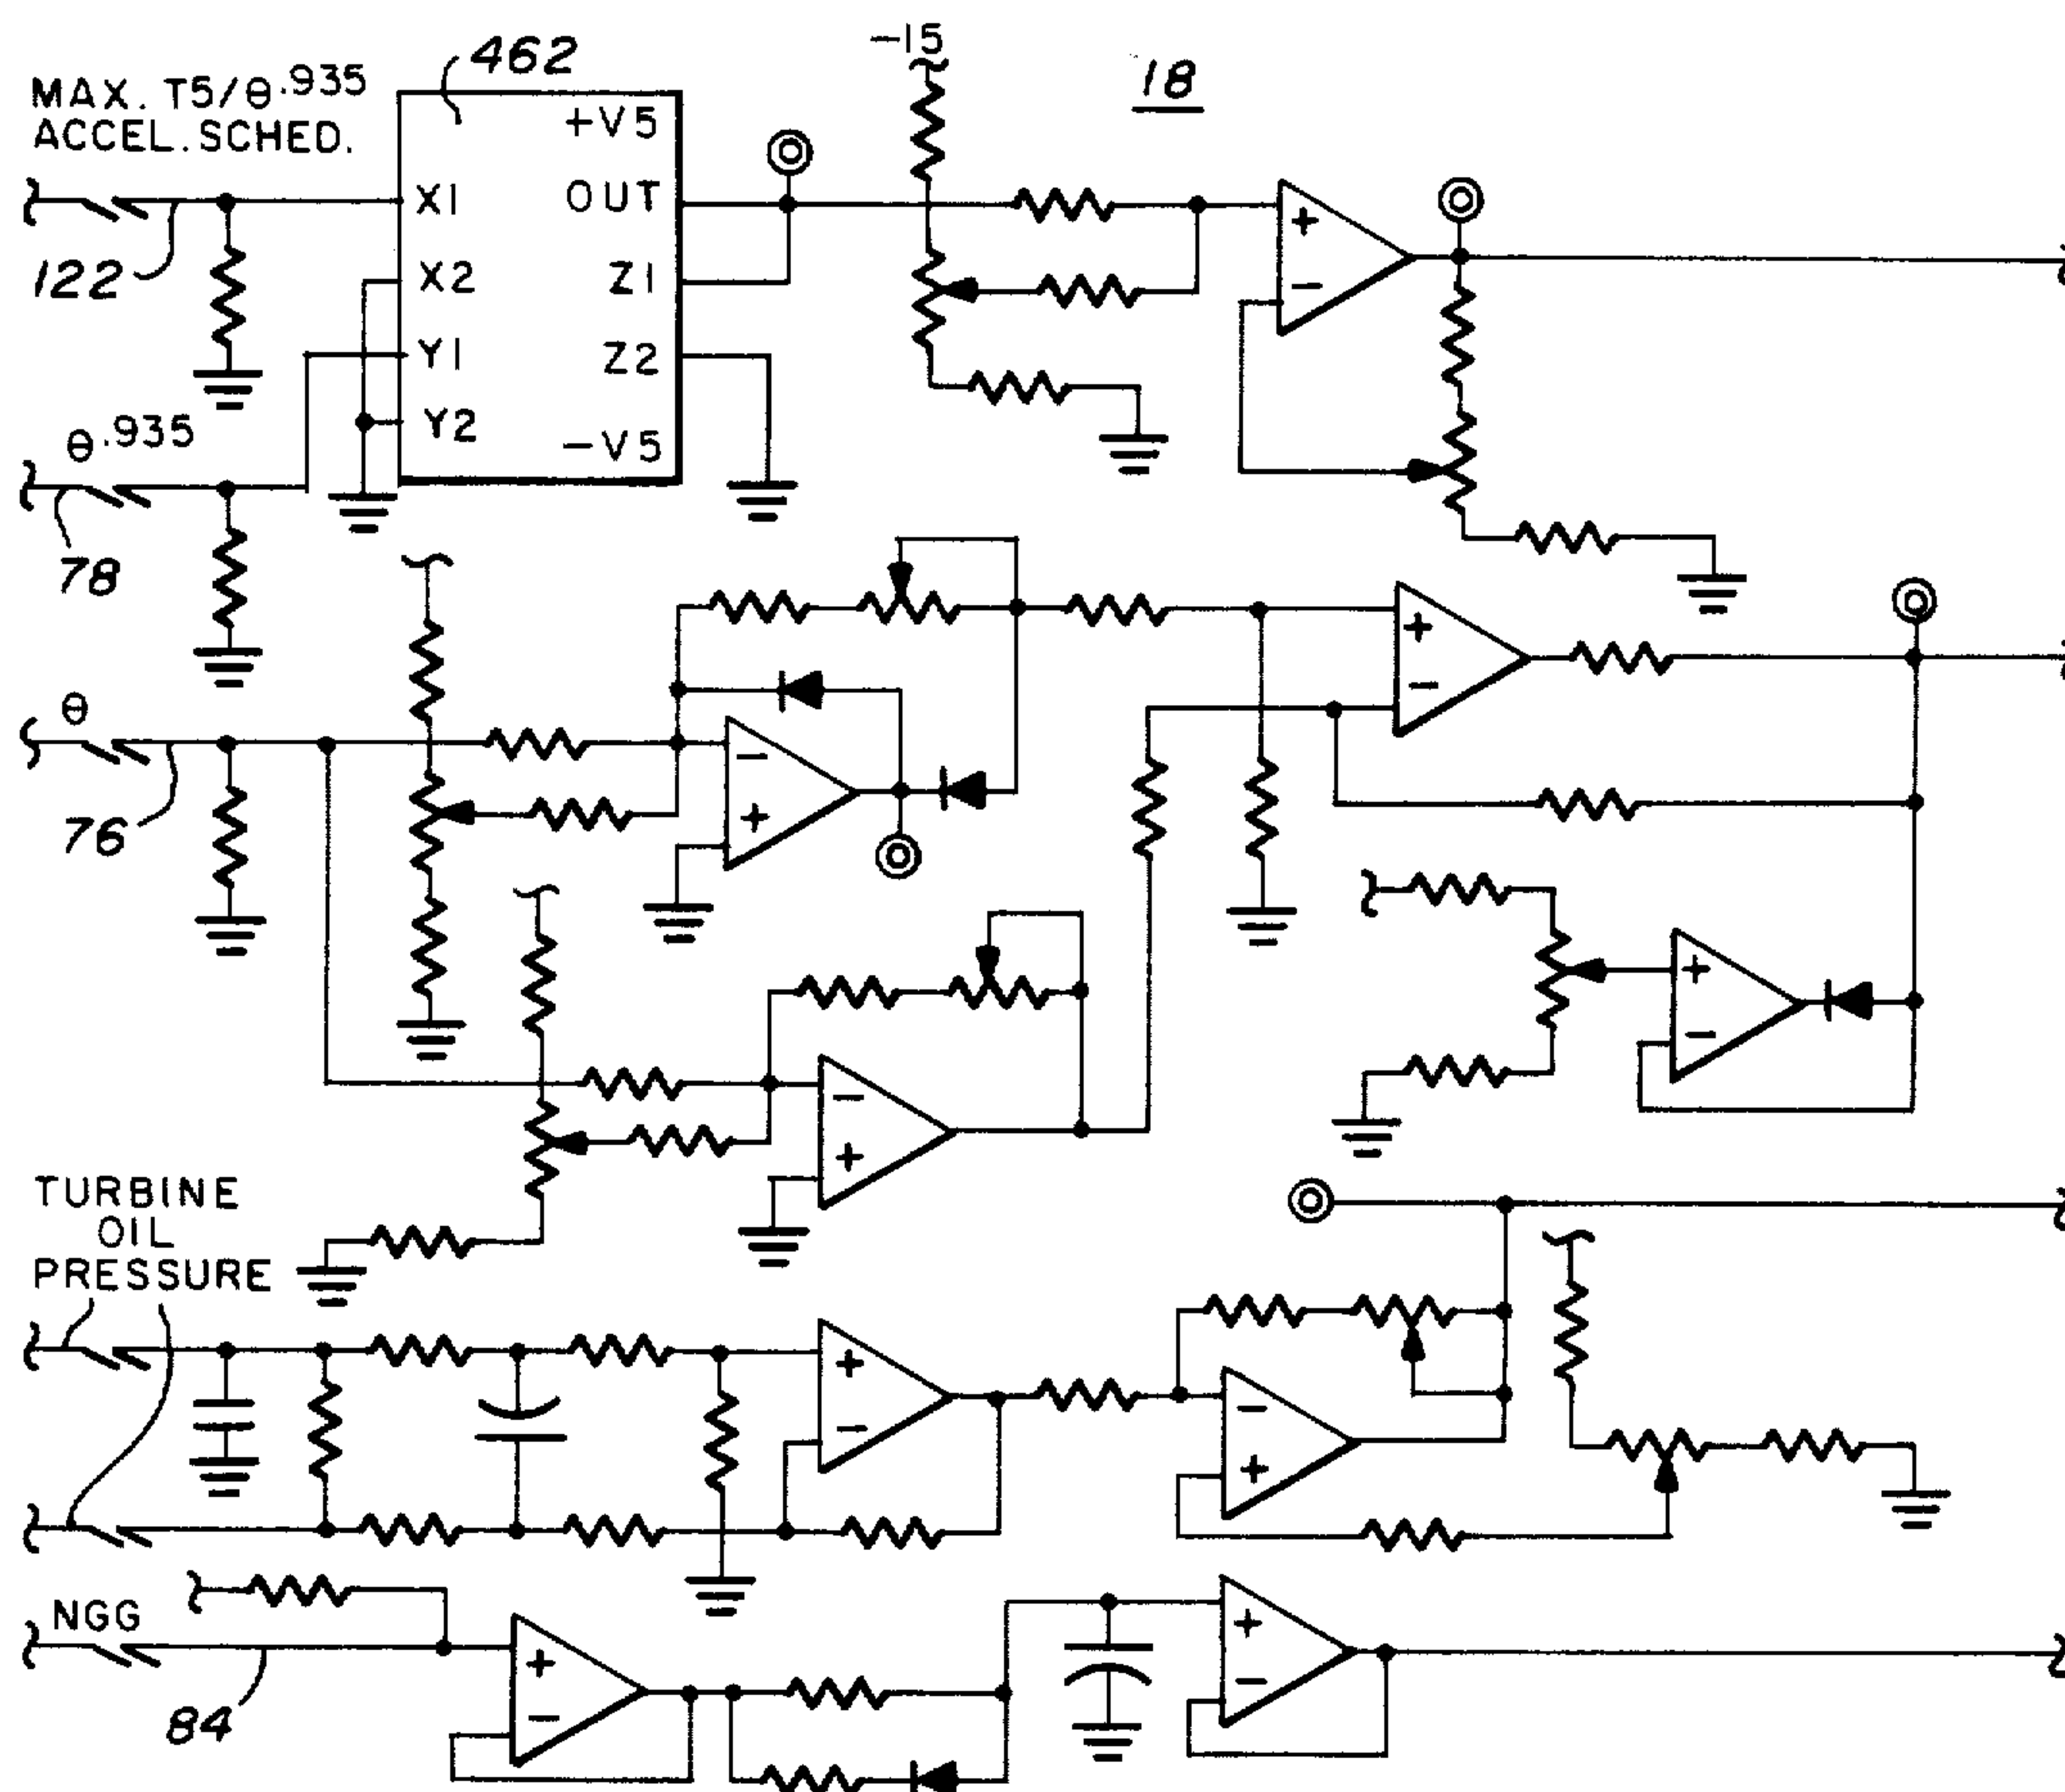 462
-15
18
MAX. T5/θ.935
ACCEL. SCHED.
+V5
X1
OUT
122
X2
Z1
Y1
Z2
θ.935
Y2
-V5
78
+
-
θ
76
+
-
-
+
+
-
-
+
TURBINE
OIL
PRESSURE
+
-
-
+
NGG
84
+
-
+
-